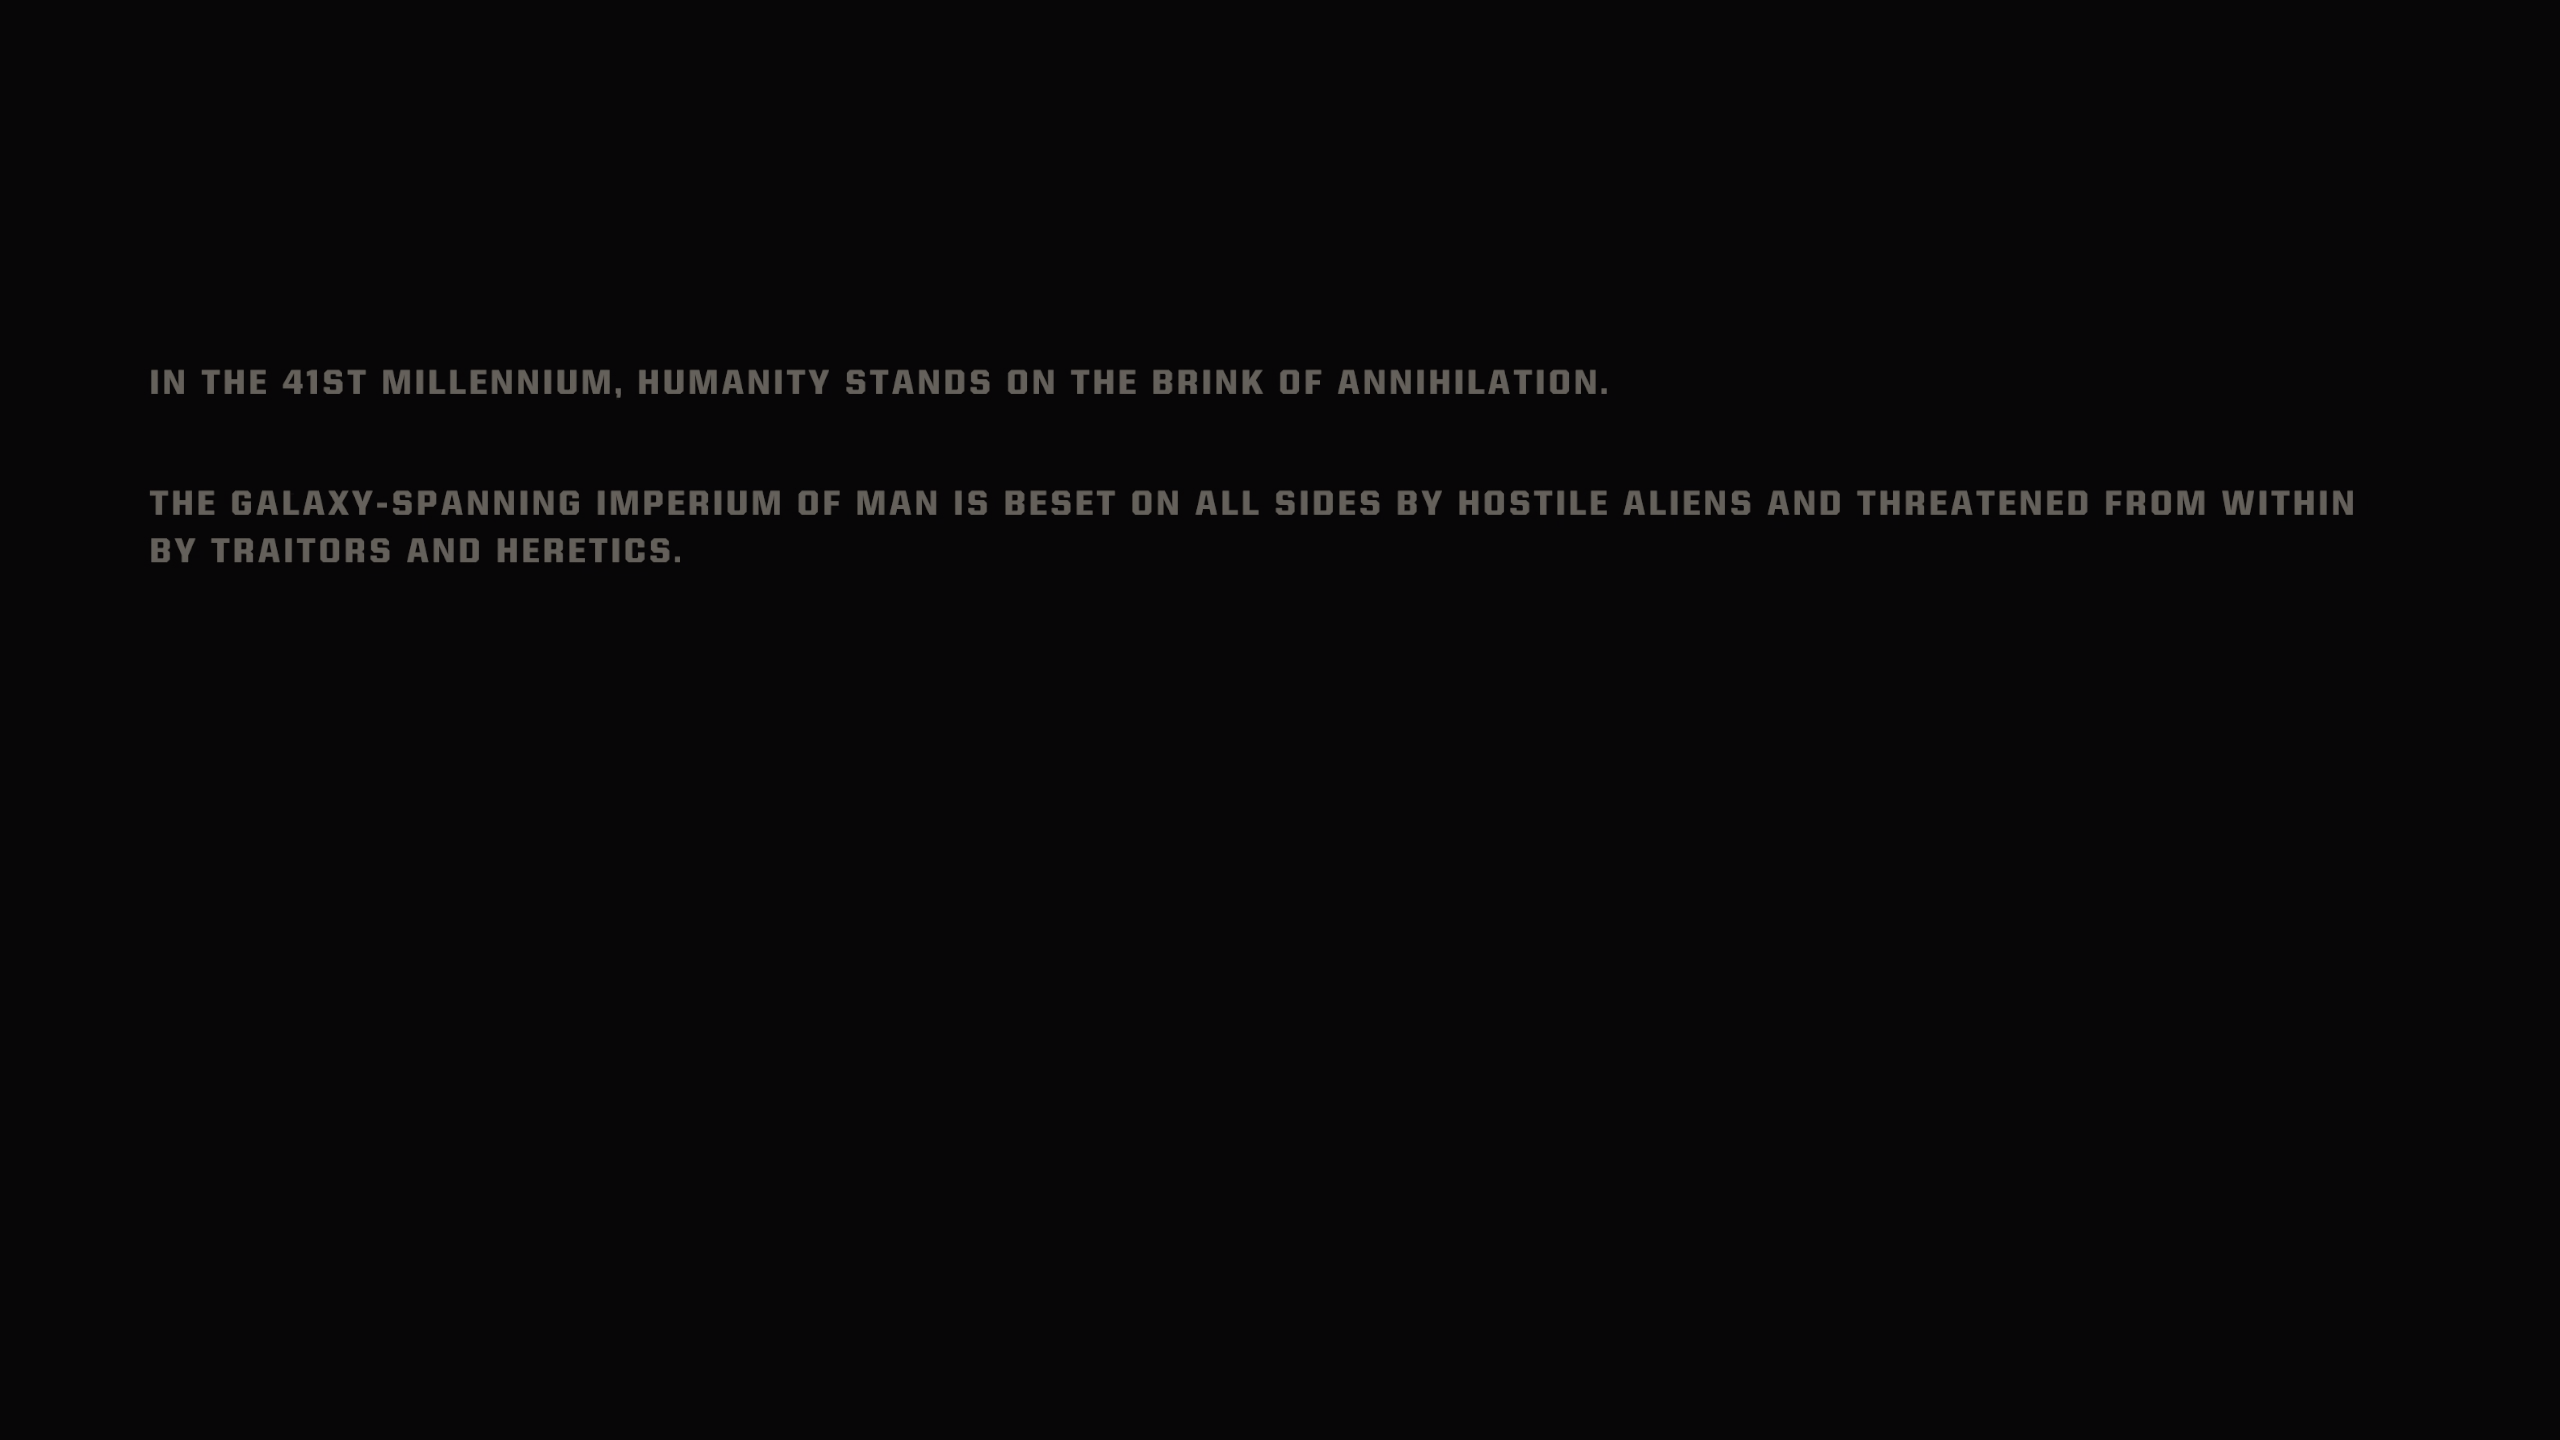 IN THE 41ST MILLENNIUM, HUMANITY STANDS ON THE BRINK OF ANNIHILATION.
THE GALAXY-SPANNING IMPERIUM OF MAN IS BESET ON ALL SIDES BY HOSTILE ALIENS AND THREATENED FROM WITHIN
BY TRAITORS AND HERETICS.